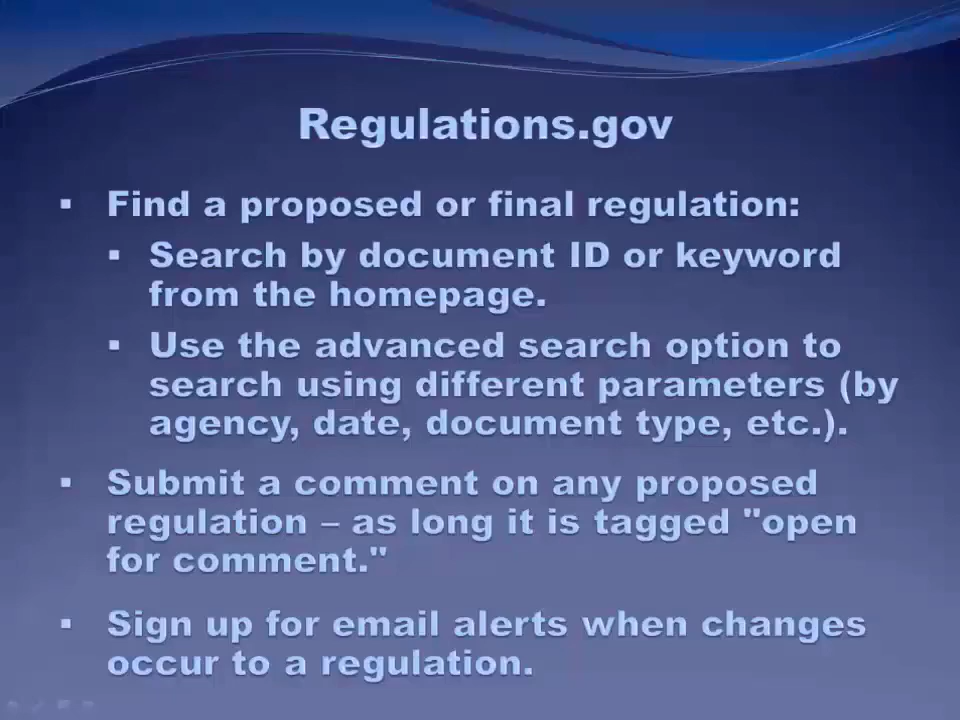 Regulations.gov
▪ Find a proposed or final regulation:
▪ Search by document ID or keyword
from the homepage.
▪ Use the advanced search option to
search using different parameters (by
agency, date, document type, etc.).
▪ Submit a comment on any proposed
regulation – as long it is tagged "open
for comment."
▪ Sign up for email alerts when changes
occur to a regulation.